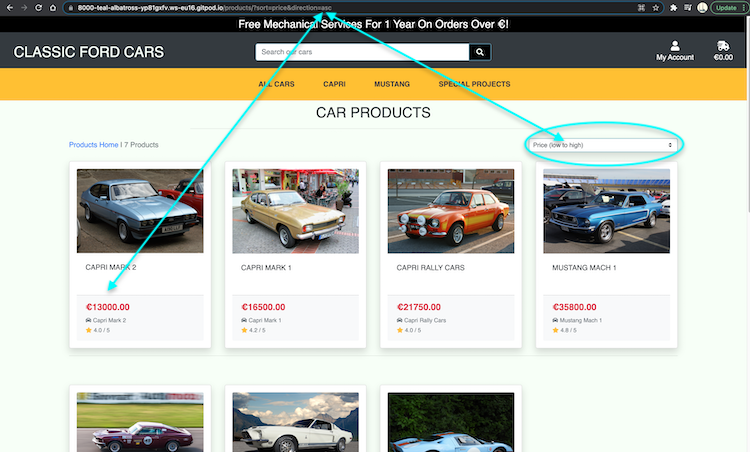 8000-teal-albatross-yp81gxfv.ws-eu16.gitpod.io/products/?sort=price&direction=asc
Update
Free Mechanical Services For 1 Year On Orders Over €!
CLASSIC FORD CARS
Search our cars
My Account
€0.00
ALL CARS
CAPRI
MUSTANG
SPECIAL PROJECTS
CAR PRODUCTS
Products Home | 7 Products
Price (low to high)
CAPRI MARK 2
€13000.00
Capri Mark 2
4.0 / 5
CAPRI MARK 1
€16500.00
Capri Mark 1
4.2 / 5
CAPRI RALLY CARS
€21750.00
Capri Rally Cars
4.0 / 5
MUSTANG MACH 1
€35800.00
Mustang Mach 1
4.8 / 5